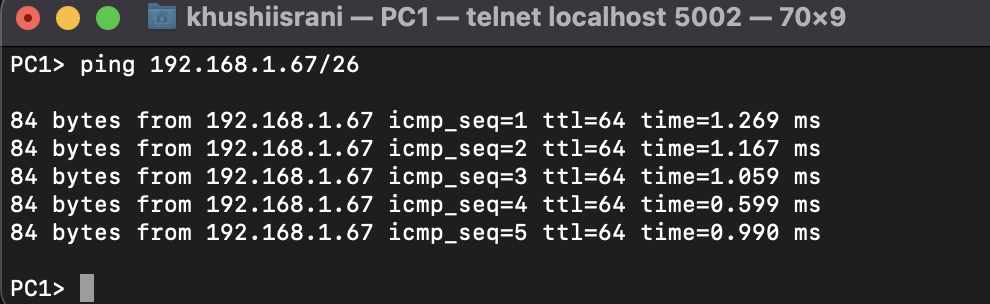 khushiisrani — PC1 — telnet localhost 5002 — 70×9
PC1> ping 192.168.1.67/26
84 bytes from 192.168.1.67 icmp_seq=1 ttl=64 time=1.269 ms
84 bytes from 192.168.1.67 icmp_seq=2 ttl=64 time=1.167 ms
84 bytes from 192.168.1.67 icmp_seq=3 ttl=64 time=1.059 ms
84 bytes from 192.168.1.67 icmp_seq=4 ttl=64 time=0.599 ms
84 bytes from 192.168.1.67 icmp_seq=5 ttl=64 time=0.990 ms
PC1>